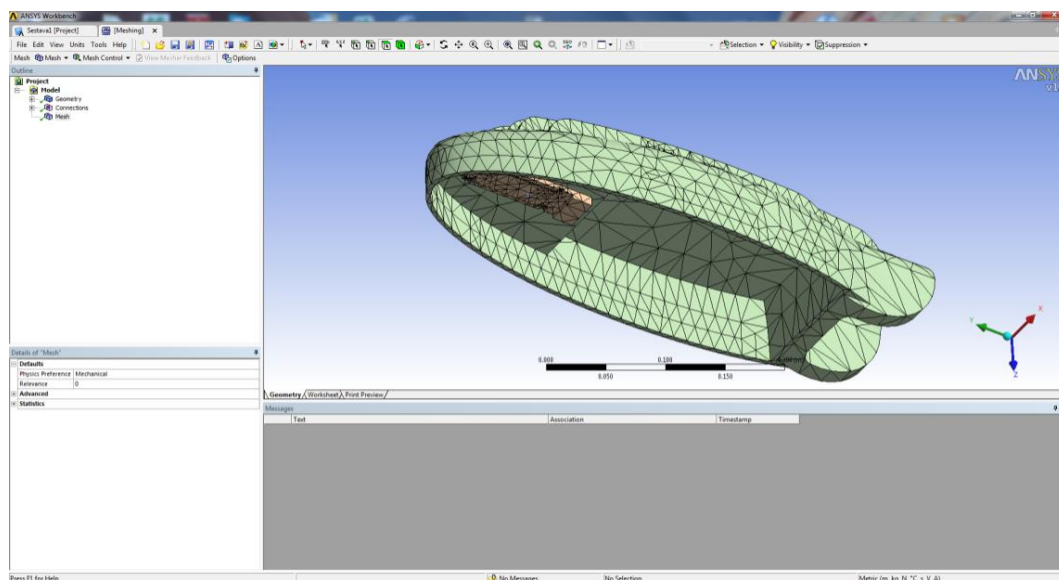 ANSYS Workbench
Sestava1 [Project]
[Meshing]
File Edit View Units Tools Help
Selection Visibility Suppression
Mesh Mesh Mesh Control View Mesher Feedback Options
Outline
Project
Model
Geometry
Connections
Mesh
ANSYS
Y
X
Z
0.000
0.100
0.050
0.150
Details of "Mesh"
Defaults
Physics Preference Mechanical
Relevance 0
Advanced
Statistics
Geometry Worksheet Print Preview
Messages
Text Association Timestamp
Press F1 for Help
No Messages
No Selection
Metric (m, kg, N, °C, s, V, A)